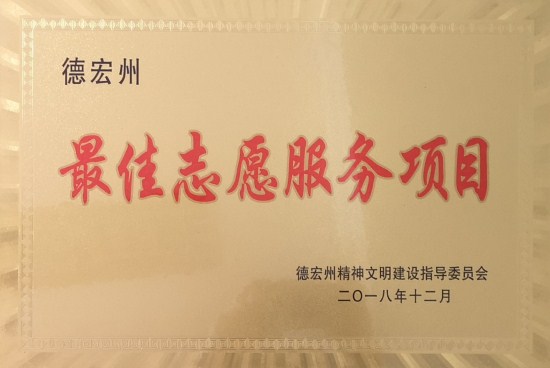 德宏州
最佳志愿服务项目
德宏州精神文明建设指导委员会
二〇一八年十二月